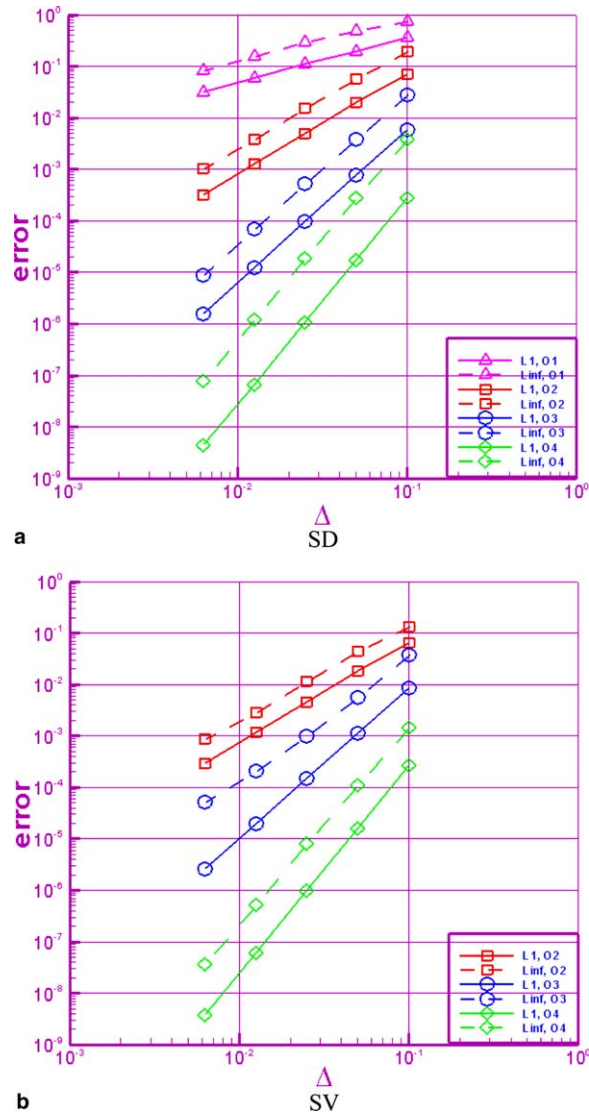 10^0
10^-1
10^-2
10^-3
10^-4
10^-5
10^-6
10^-7
10^-8
10^-9
error
L1, O1
Linf, O1
L1, O2
Linf, O2
L1, O3
Linf, O3
L1, O4
Linf, O4
10^-3 10^-2 10^-1 10^0
Δ
a SD
10^0
10^-1
10^-2
10^-3
10^-4
10^-5
10^-6
10^-7
10^-8
10^-9
error
L1, O2
Linf, O2
L1, O3
Linf, O3
L1, O4
Linf, O4
10^-3 10^-2 10^-1 10^0
Δ
b SV